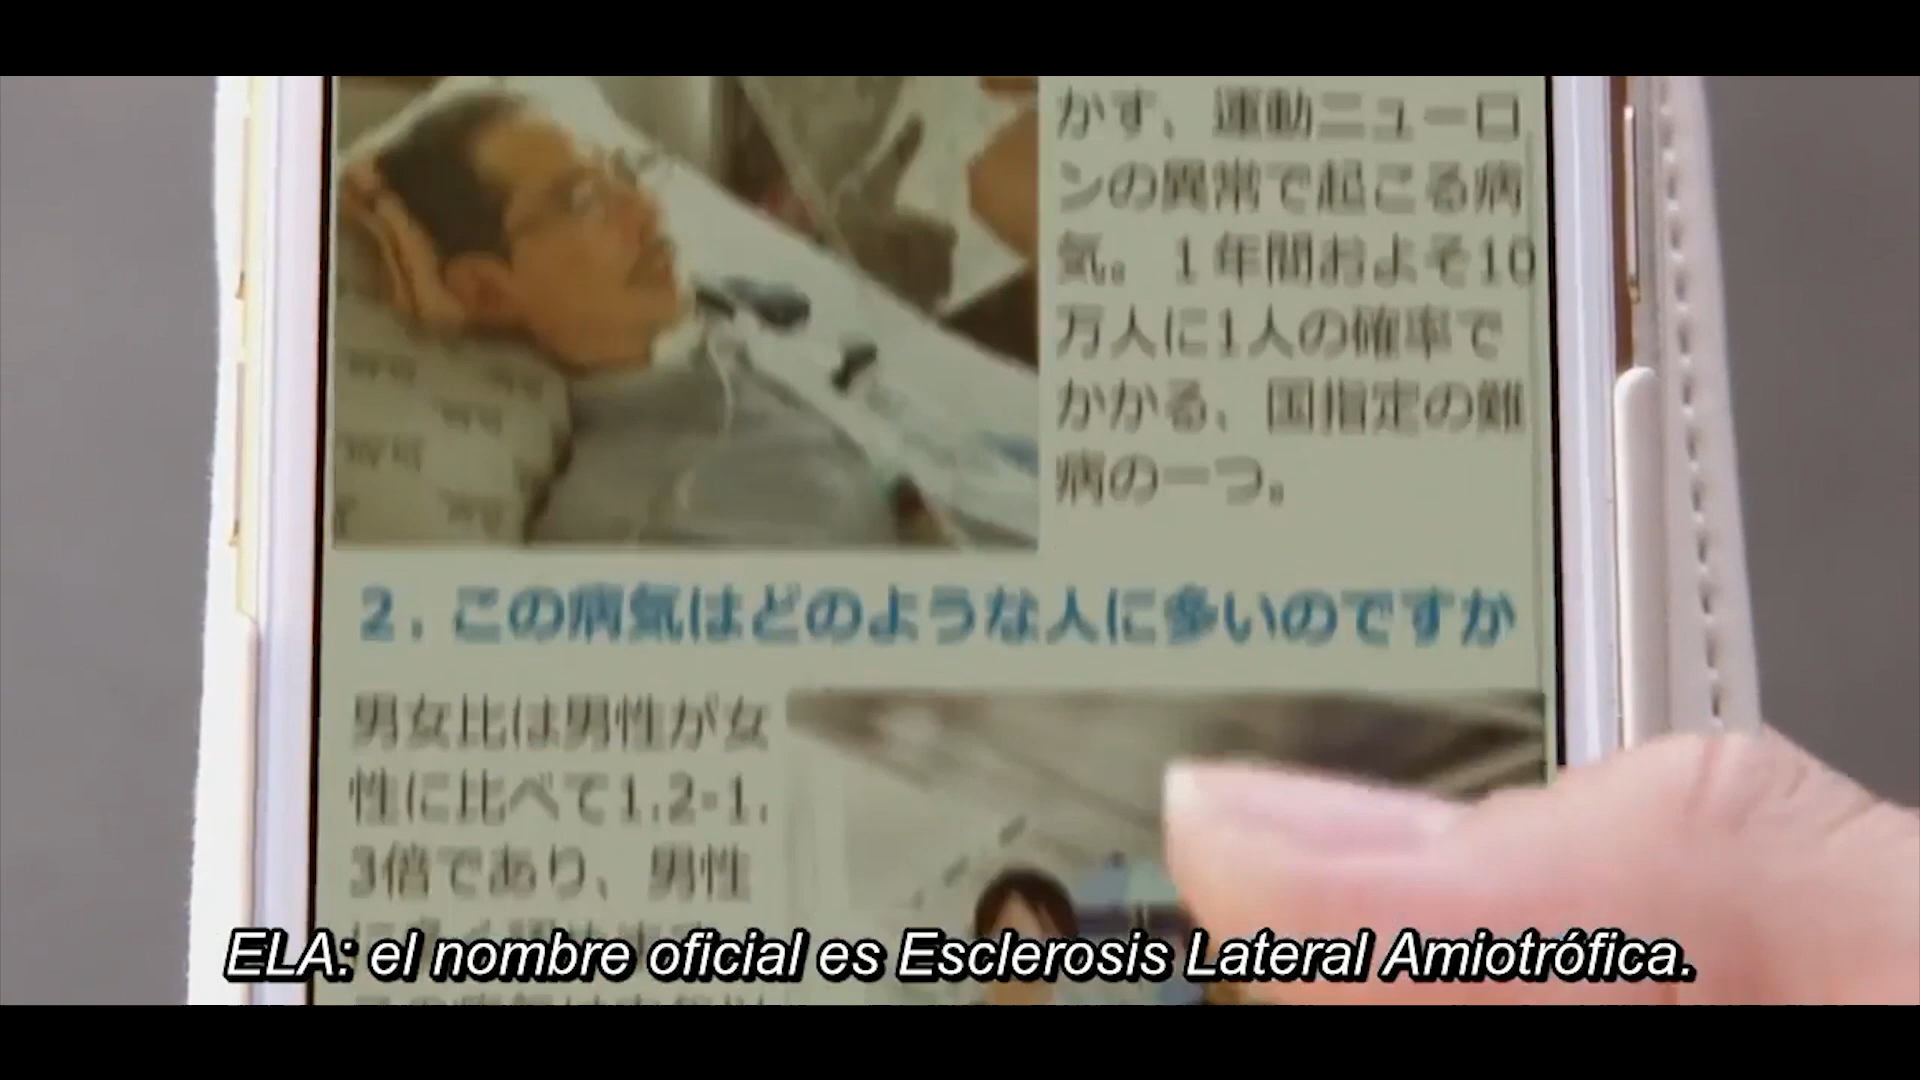 かす、運動ニューロ
ンの異常で起こる病
気。1年間およそ10
万人に1人の確率で
かかる、国指定の難
病の一つ。
2. この病気はどのような人に多いのですか
男女比は男性が女
性に比べて1.2-1.
3倍であり、男性
ELA: el nombre oficial es Esclerosis Lateral Amiotrófica.